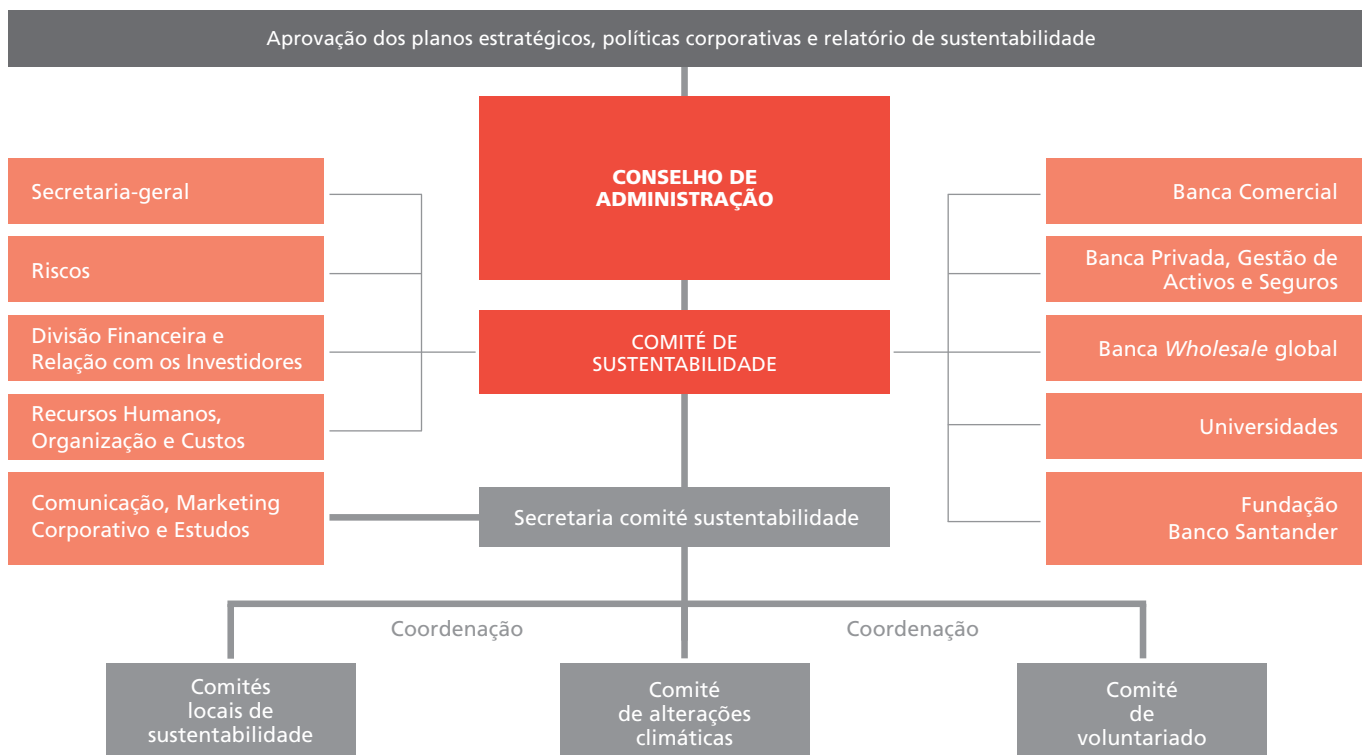 Aprovação dos planos estratégicos, políticas corporativas e relatório de sustentabilidade
CONSELHO DE
ADMINISTRAÇÃO
COMITÉ DE
SUSTENTABILIDADE
Secretaria-geral
Riscos
Divisão Financeira e
Relação com os Investidores
Recursos Humanos,
Organização e Custos
Comunicação, Marketing
Corporativo e Estudos
Banca Comercial
Banca Privada, Gestão de
Activos e Seguros
Banca Wholesale global
Universidades
Fundação
Banco Santander
Secretaria comité sustentabilidade
Coordenação
Coordenação
Comités
locais de
sustentabilidade
Comité
de alterações
climáticas
Comité
de
voluntariado